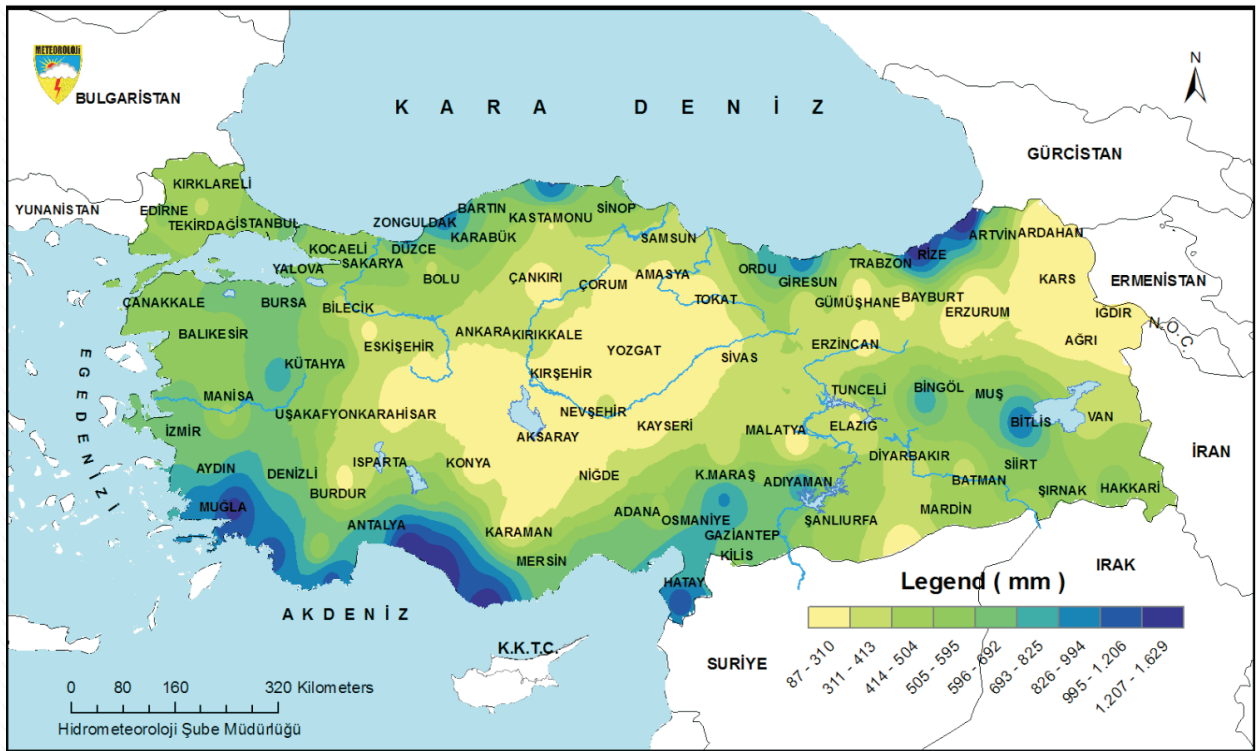 METEOROLOJİ
BULGARİSTAN
K A R A D E N İ Z
N
GÜRCİSTAN
YUNANİSTAN
ERMENİSTAN
N.Ö.C.
İRAN
IRAK
SURİYE
K.K.T.C.
A K D E N İ Z
E G E D E N İ Z İ
KIRKLARELİ
EDİRNE
TEKİRDAĞ
İSTANBUL
KOCAELİ
YALOVA
SAKARYA
DÜZCE
ZONGULDAK
BARTIN
KARABÜK
KASTAMONU
SİNOP
SAMSUN
BOLU
ÇANKIRI
ÇORUM
AMASYA
TOKAT
ORDU
GİRESUN
TRABZON
RİZE
ARTVİN
ARDAHAN
KARS
IĞDIR
AĞRI
GÜMÜŞHANE
BAYBURT
ERZURUM
ERZİNCAN
ÇANAKKALE
BURSA
BİLECİK
BALIKESİR
ESKİŞEHİR
ANKARA
KIRIKKALE
YOZGAT
SİVAS
KÜTAHYA
KIRŞEHİR
MANİSA
UŞAK
AFYONKARAHİSAR
NEVŞEHİR
KAYSERİ
AKSARAY
İZMİR
TUNCELİ
BİNGÖL
MUŞ
BİTLİS
VAN
MALATYA
ELAZIĞ
DİYARBAKIR
SİİRT
BATMAN
ŞIRNAK
HAKKARİ
MARDİN
AYDIN
DENİZLİ
ISPARTA
BURDUR
KONYA
NİĞDE
K.MARAŞ
ADIYAMAN
ŞANLIURFA
ADANA
OSMANİYE
GAZİANTEP
KİLİS
HATAY
MUĞLA
ANTALYA
KARAMAN
MERSİN
Legend ( mm )
87 - 310
311 - 413
414 - 504
505 - 595
596 - 692
693 - 825
826 - 994
995 - 1.206
1.207 - 1.629
0 80 160 320 Kilometers
Hidrometeoroloji Şube Müdürlüğü